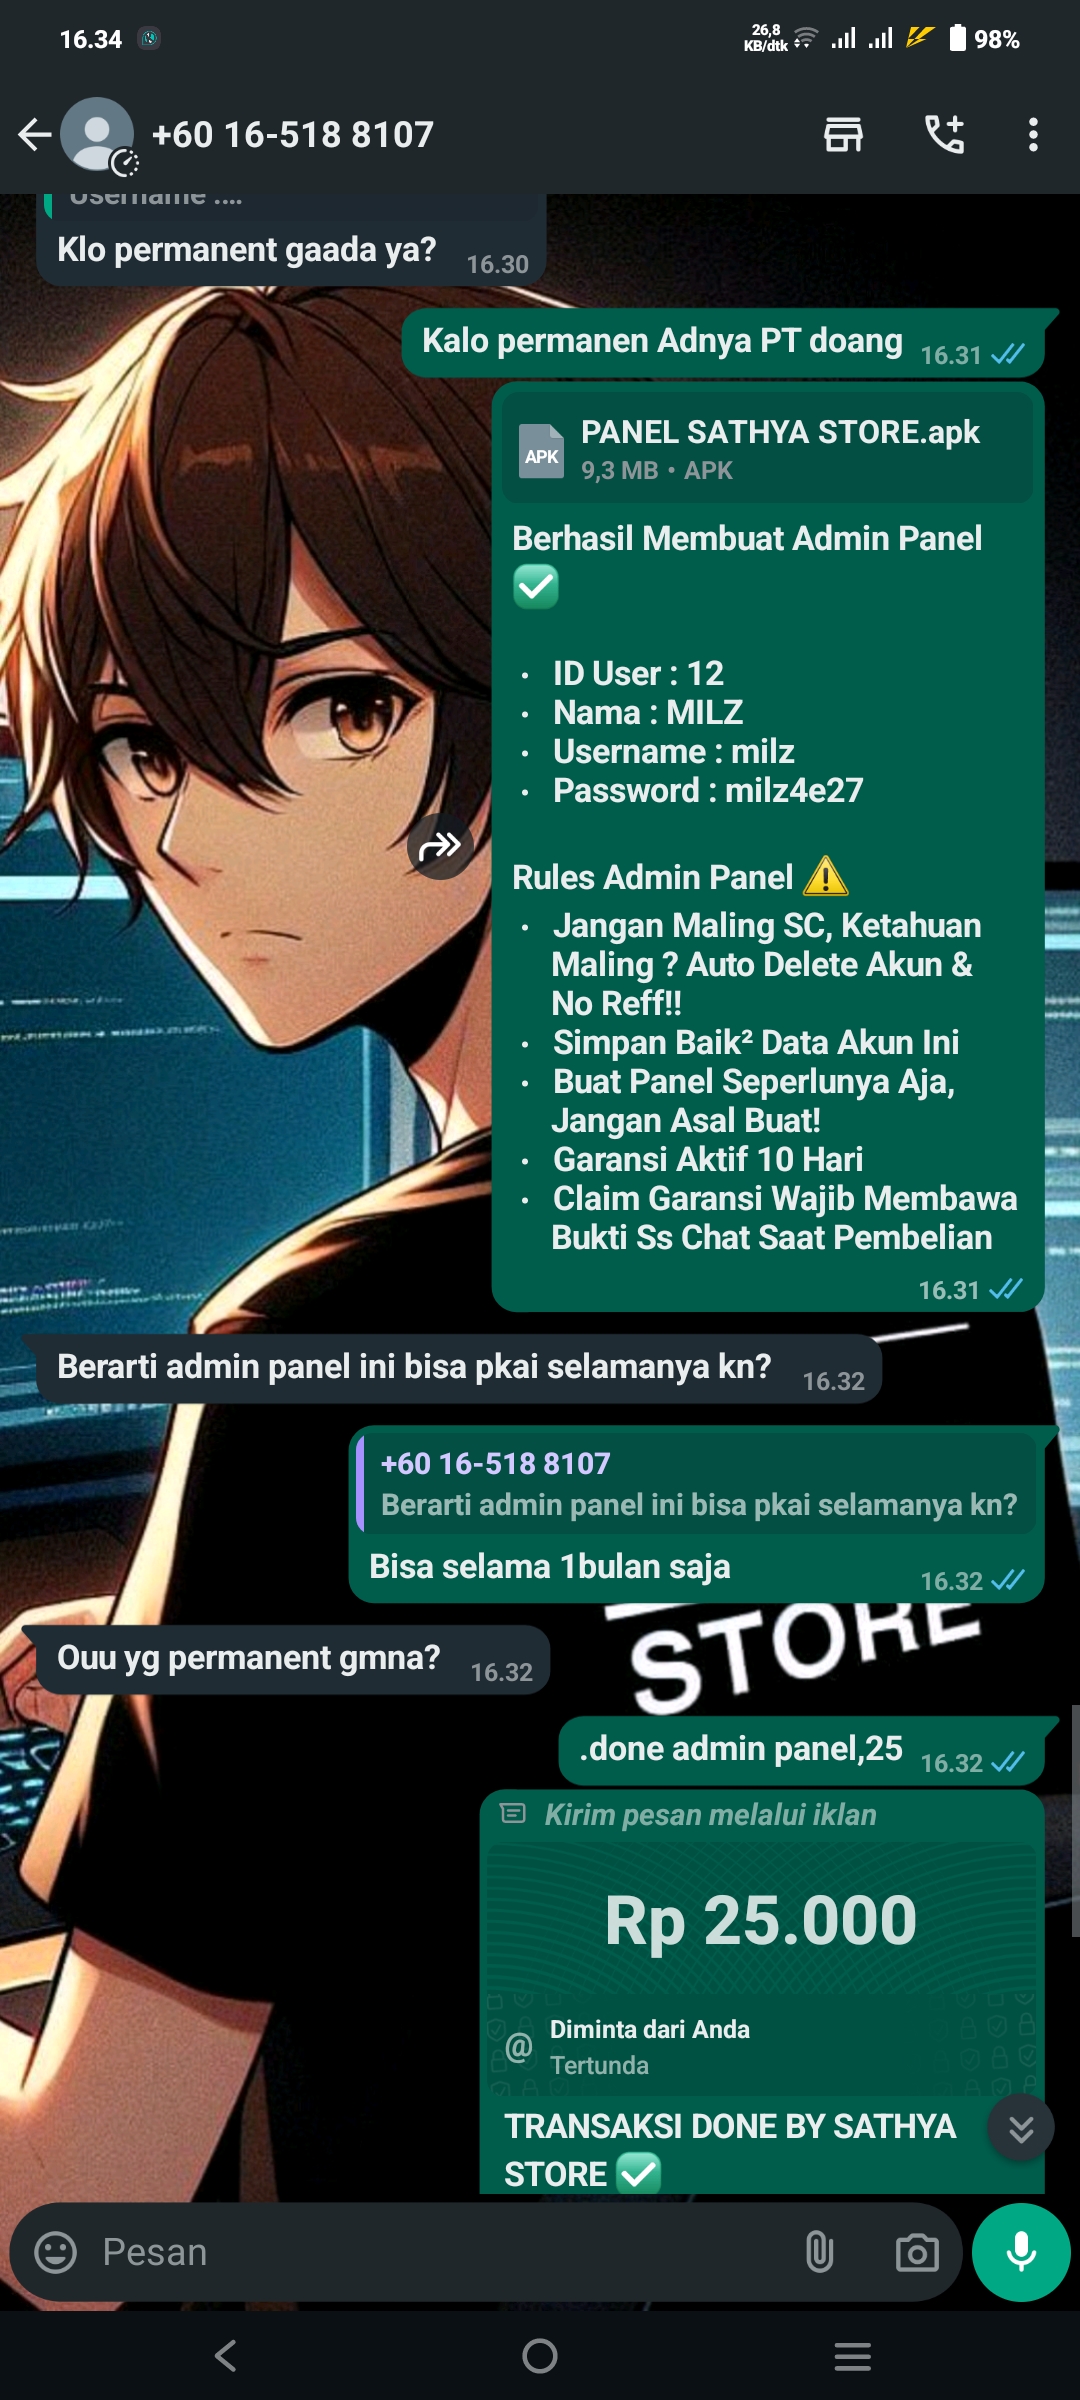 16.34
26,8
KB/dtk
98%
+60 16-518 8107
Username :...
Klo permanent gaada ya?
16.30
Kalo permanen Adnya PT doang
16.31
APK
PANEL SATHYA STORE.apk
9,3 MB • APK
Berhasil Membuat Admin Panel
✅
• ID User : 12
• Nama : MILZ
• Username : milz
• Password : milz4e27
Rules Admin Panel ⚠️
• Jangan Maling SC, Ketahuan
Maling ? Auto Delete Akun &
No Reff!!
• Simpan Baik² Data Akun Ini
• Buat Panel Seperlunya Aja,
Jangan Asal Buat!
• Garansi Aktif 10 Hari
• Claim Garansi Wajib Membawa
Bukti Ss Chat Saat Pembelian
16.31
Berarti admin panel ini bisa pkai selamanya kn?
16.32
+60 16-518 8107
Berarti admin panel ini bisa pkai selamanya kn?
Bisa selama 1bulan saja
16.32
STORE
Ouu yg permanent gmna?
16.32
.done admin panel,25
16.32
Kirim pesan melalui iklan
Rp 25.000
@
Diminta dari Anda
Tertunda
TRANSAKSI DONE BY SATHYA
STORE ✅
Pesan